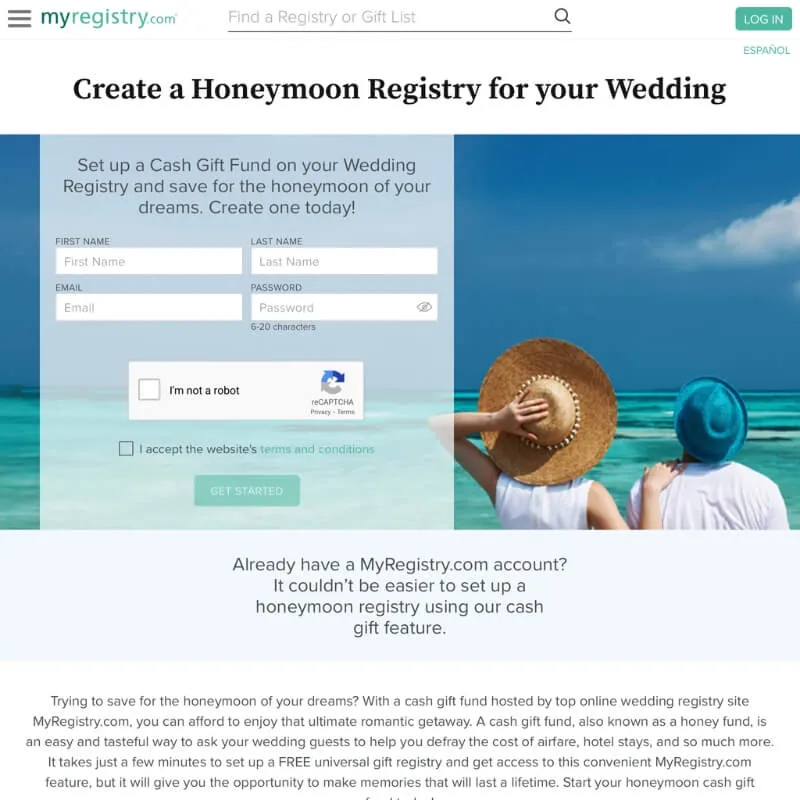 myregistry.com
Find a Registry or Gift List
LOG IN
ESPAÑOL
Create a Honeymoon Registry for your Wedding
Set up a Cash Gift Fund on your Wedding
Registry and save for the honeymoon of your
dreams. Create one today!
FIRST NAME
LAST NAME
First Name
Last Name
EMAIL
PASSWORD
Email
Password
6-20 characters
I'm not a robot
reCAPTCHA
Privacy - Terms
I accept the website's terms and conditions
GET STARTED
Already have a MyRegistry.com account?
It couldn't be easier to set up a
honeymoon registry using our cash
gift feature.
Trying to save for the honeymoon of your dreams? With a cash gift fund hosted by top online wedding registry site
MyRegistry.com, you can afford to enjoy that ultimate romantic getaway. A cash gift fund, also known as a honey fund, is
an easy and tasteful way to ask your wedding guests to help you defray the cost of airfare, hotel stays, and so much more.
It takes just a few minutes to set up a FREE universal gift registry and get access to this convenient MyRegistry.com
feature, but it will give you the opportunity to make memories that will last a lifetime. Start your honeymoon cash gift